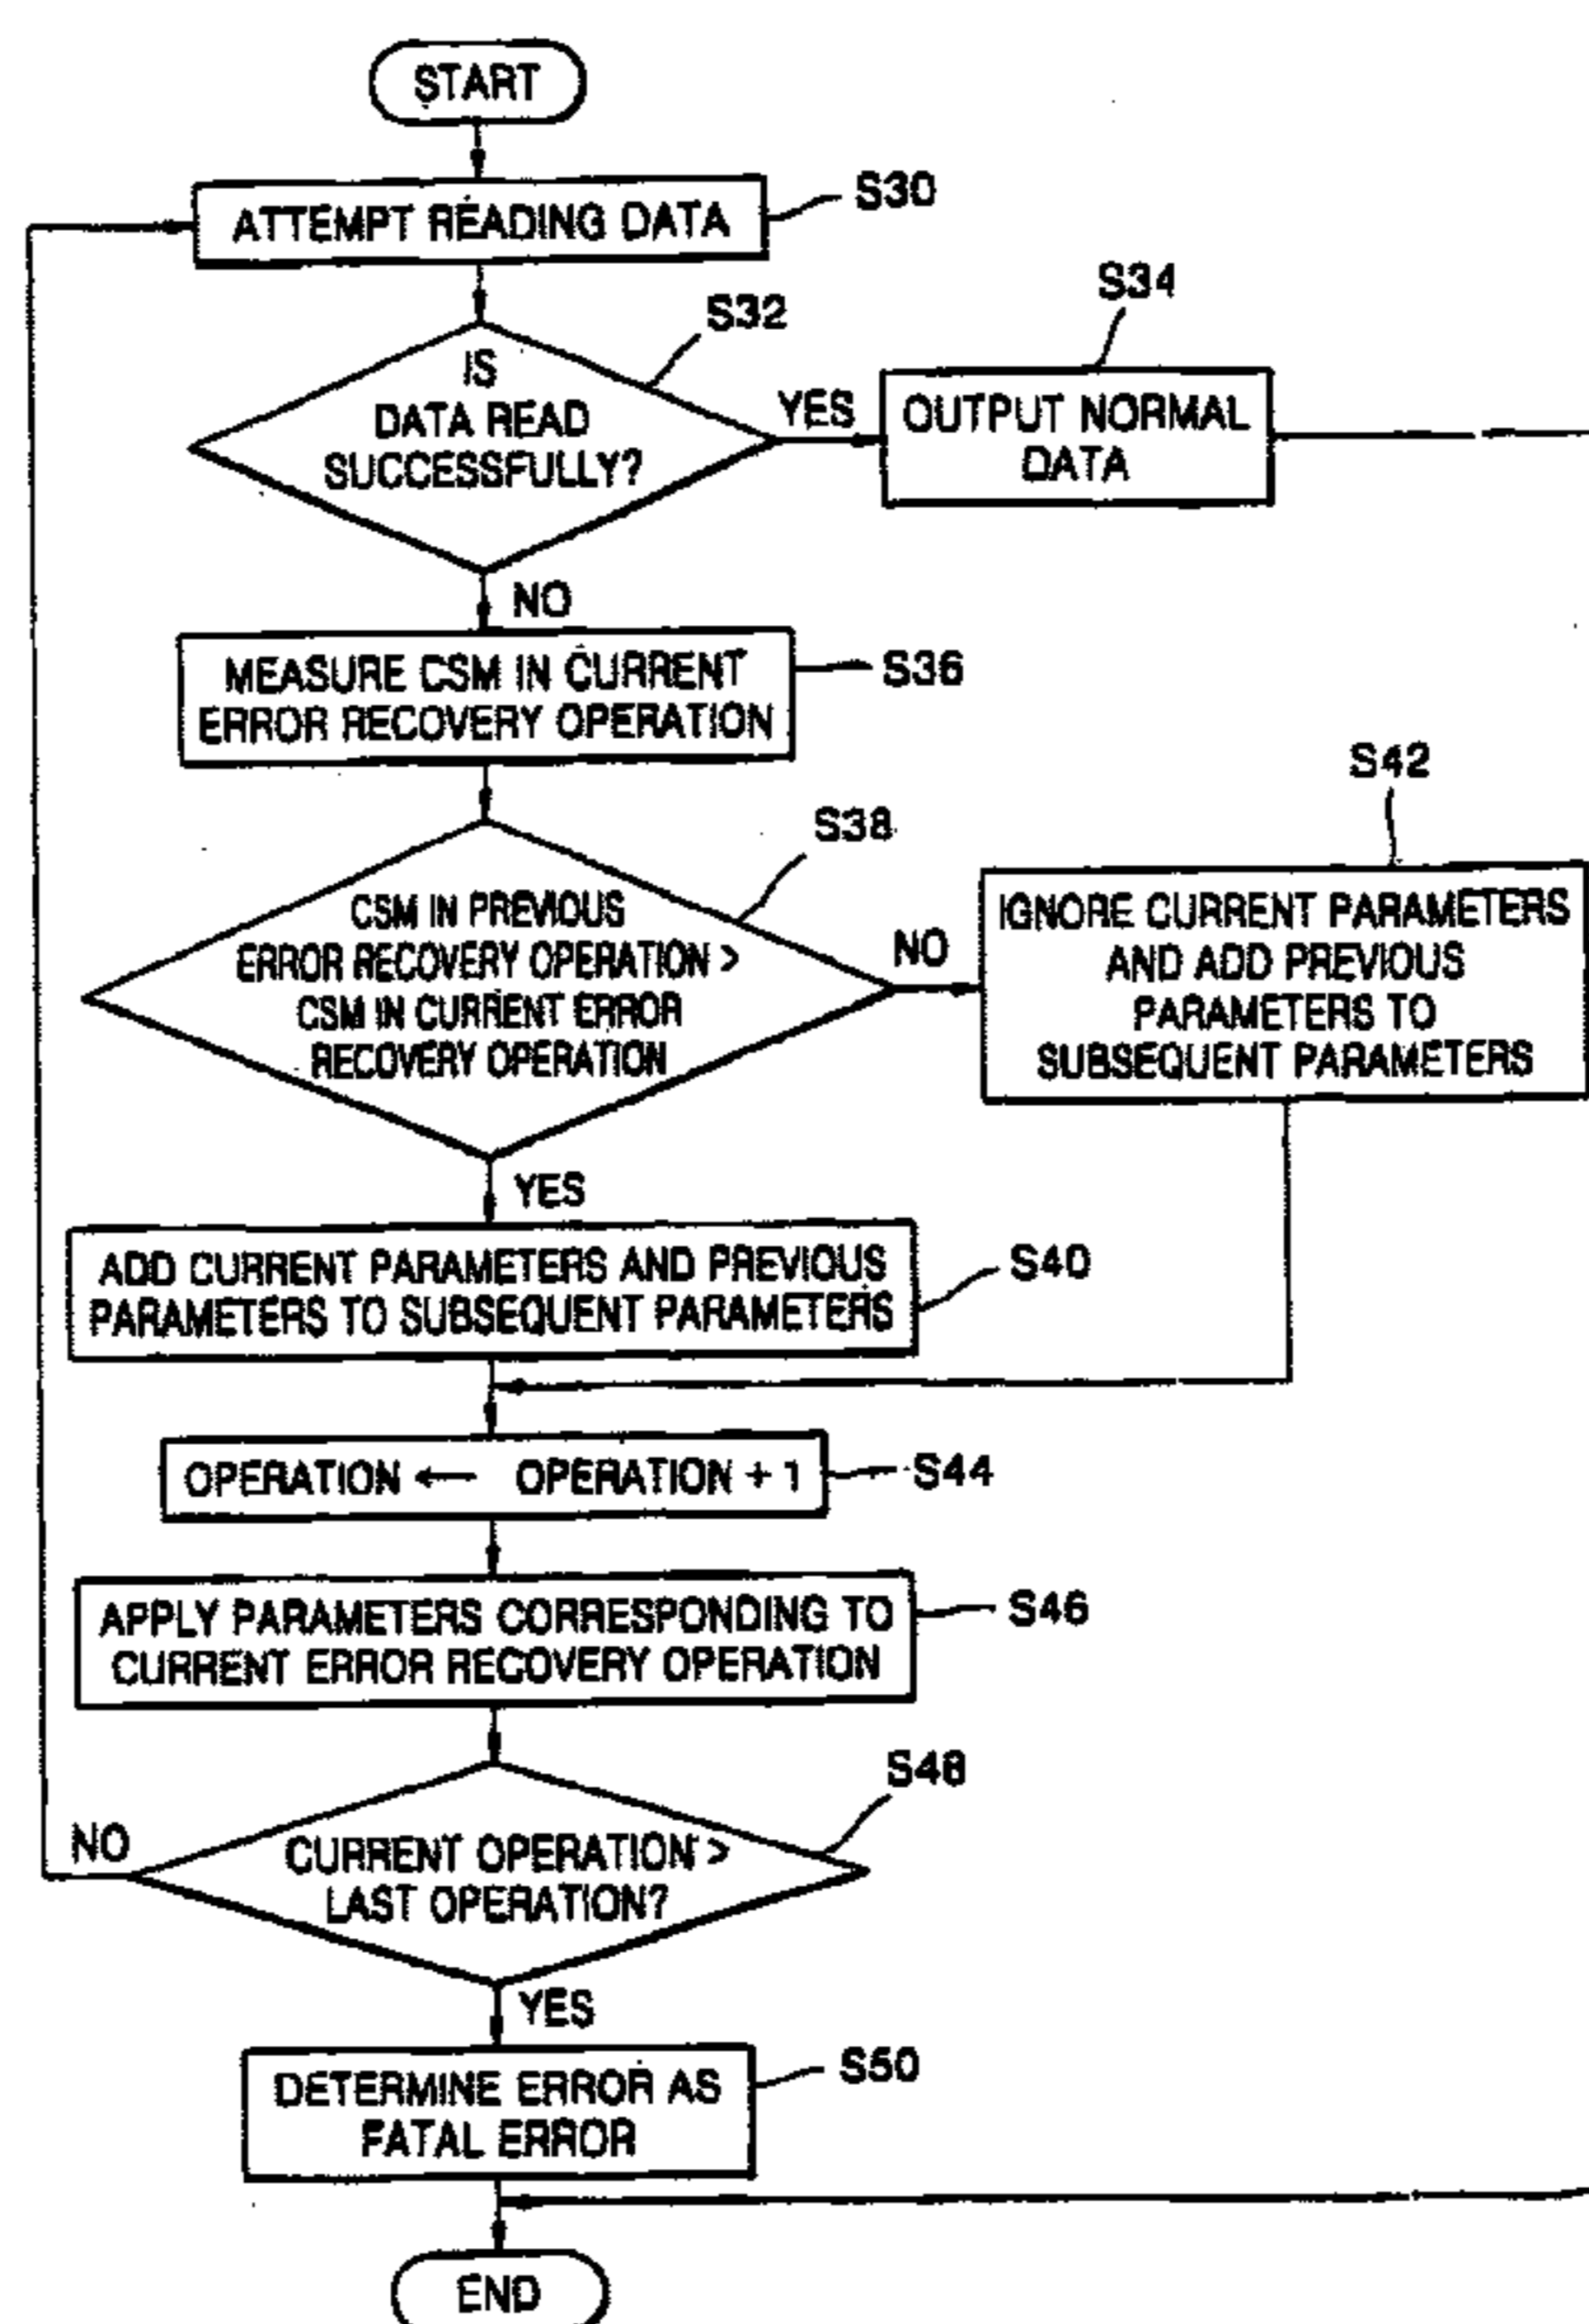 START
ATTEMPT READING DATA
S30
S32
IS
DATA READ
SUCCESSFULLY?
YES
S34
OUTPUT NORMAL
DATA
NO
MEASURE CSM IN CURRENT
ERROR RECOVERY OPERATION
S36
S38
CSM IN PREVIOUS
ERROR RECOVERY OPERATION >
CSM IN CURRENT ERROR
RECOVERY OPERATION
NO
S42
IGNORE CURRENT PARAMETERS
AND ADD PREVIOUS
PARAMETERS TO
SUBSEQUENT PARAMETERS
YES
ADD CURRENT PARAMETERS AND PREVIOUS
PARAMETERS TO SUBSEQUENT PARAMETERS
S40
OPERATION ← OPERATION + 1
S44
APPLY PARAMETERS CORRESPONDING TO
CURRENT ERROR RECOVERY OPERATION
S46
S48
NO
CURRENT OPERATION >
LAST OPERATION?
YES
DETERMINE ERROR AS
FATAL ERROR
S50
END